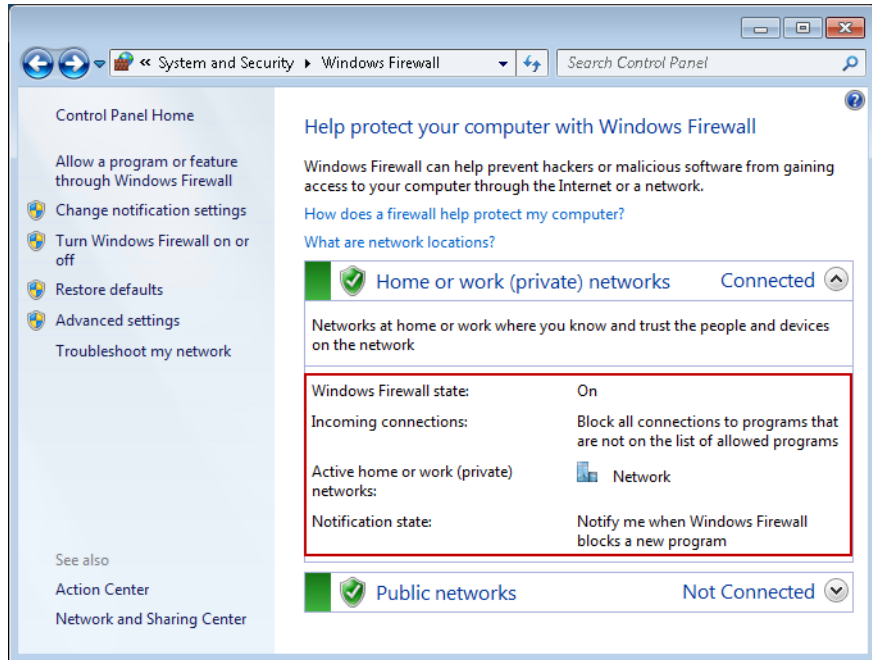 « System and Security ▸ Windows Firewall
Search Control Panel
Control Panel Home
Allow a program or feature
through Windows Firewall
Change notification settings
Turn Windows Firewall on or
off
Restore defaults
Advanced settings
Troubleshoot my network
See also
Action Center
Network and Sharing Center
Help protect your computer with Windows Firewall
Windows Firewall can help prevent hackers or malicious software from gaining
access to your computer through the Internet or a network.
How does a firewall help protect my computer?
What are network locations?
Home or work (private) networks Connected
Networks at home or work where you know and trust the people and devices
on the network
Windows Firewall state: On
Incoming connections: Block all connections to programs that
are not on the list of allowed programs
Active home or work (private) Network
networks:
Notification state: Notify me when Windows Firewall
blocks a new program
Public networks Not Connected